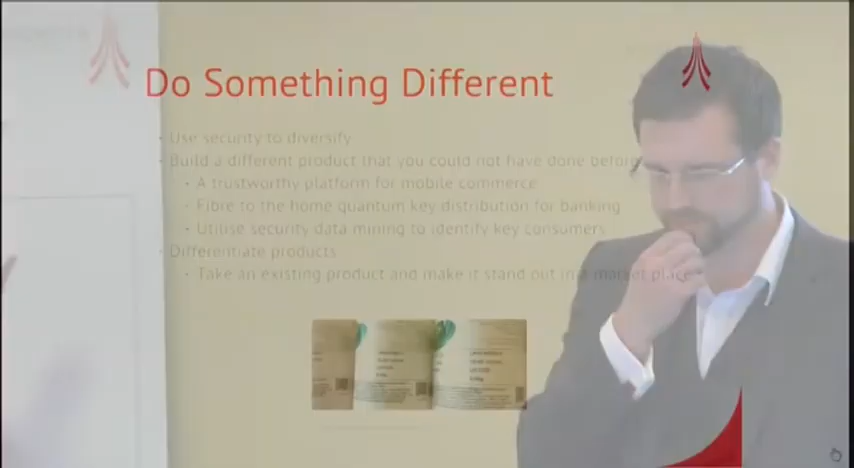 Do Something Different
• Use security to diversify
• Build a different product that you could not have done before
• A trustworthy platform for mobile commerce
• Fibre to the home quantum key distribution for banking
• Utilise security data mining to identify key consumers
• Differentiate products
• Take an existing product and make it stand out in a market place